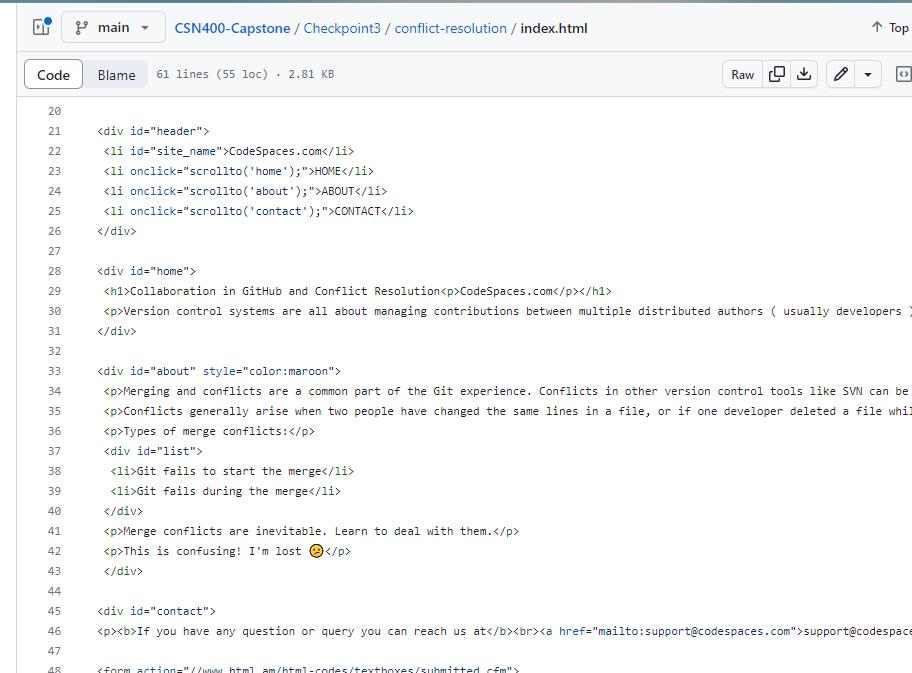 main
CSN400-Capstone / Checkpoint3 / conflict-resolution / index.html
Top
Code Blame 61 lines (55 loc) · 2.81 KB Raw
20
21 <div id="header">
22 <li id="site_name">CodeSpaces.com</li>
23 <li onclick="scrollto('home');">HOME</li>
24 <li onclick="scrollto('about');">ABOUT</li>
25 <li onclick="scrollto('contact');">CONTACT</li>
26 </div>
27
28 <div id="home">
29 <h1>Collaboration in GitHub and Conflict Resolution<p>CodeSpaces.com</p></h1>
30 <p>Version control systems are all about managing contributions between multiple distributed authors ( usually developers )
31 </div>
32
33 <div id="about" style="color:maroon">
34 <p>Merging and conflicts are a common part of the Git experience. Conflicts in other version control tools like SVN can be
35 <p>Conflicts generally arise when two people have changed the same lines in a file, or if one developer deleted a file whil
36 <p>Types of merge conflicts:</p>
37 <div id="list">
38 <li>Git fails to start the merge</li>
39 <li>Git fails during the merge</li>
40 </div>
41 <p>Merge conflicts are inevitable. Learn to deal with them.</p>
42 <p>This is confusing! I'm lost 😕</p>
43 </div>
44
45 <div id="contact">
46 <p><b>If you have any question or query you can reach us at</b><br><a href="mailto:support@codespaces.com">support@codespace
47
48 <form action="//www.html.am/html-codes/textboxes/submitted.cfm">